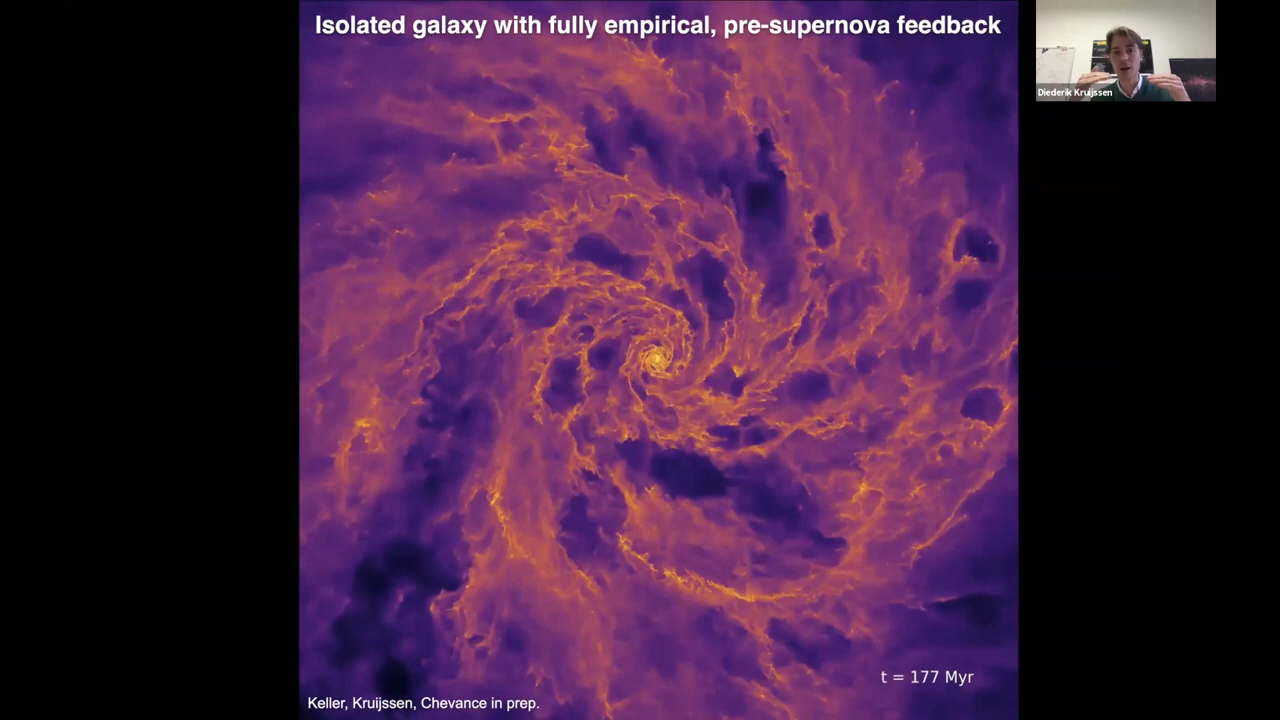 Isolated galaxy with fully empirical, pre-supernova feedback
Diederik Kruijssen
t = 177 Myr
Keller, Kruijssen, Chevance in prep.